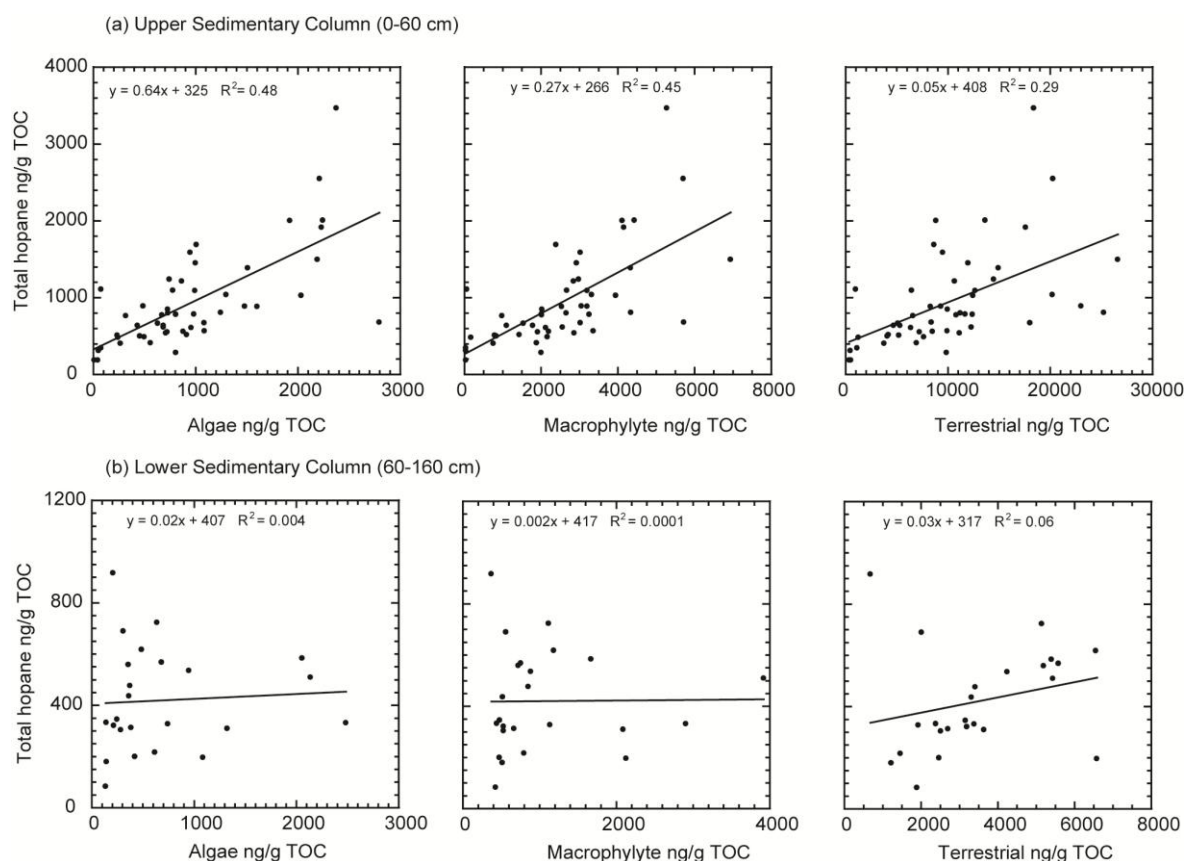 (a) Upper Sedimentary Column (0-60 cm)
Total hopane ng/g TOC
4000
3000
2000
1000
0
y = 0.64x + 325 R² = 0.48
0 1000 2000 3000
Algae ng/g TOC
y = 0.27x + 266 R² = 0.45
0 2000 4000 6000 8000
Macrophylyte ng/g TOC
y = 0.05x + 408 R² = 0.29
0 10000 20000 30000
Terrestrial ng/g TOC
(b) Lower Sedimentary Column (60-160 cm)
Total hopane ng/g TOC
1200
800
400
0
y = 0.02x + 407 R² = 0.004
0 1000 2000 3000
Algae ng/g TOC
y = 0.002x + 417 R² = 0.0001
0 2000 4000
Macrophylyte ng/g TOC
y = 0.03x + 317 R² = 0.06
0 2000 4000 6000 8000
Terrestrial ng/g TOC